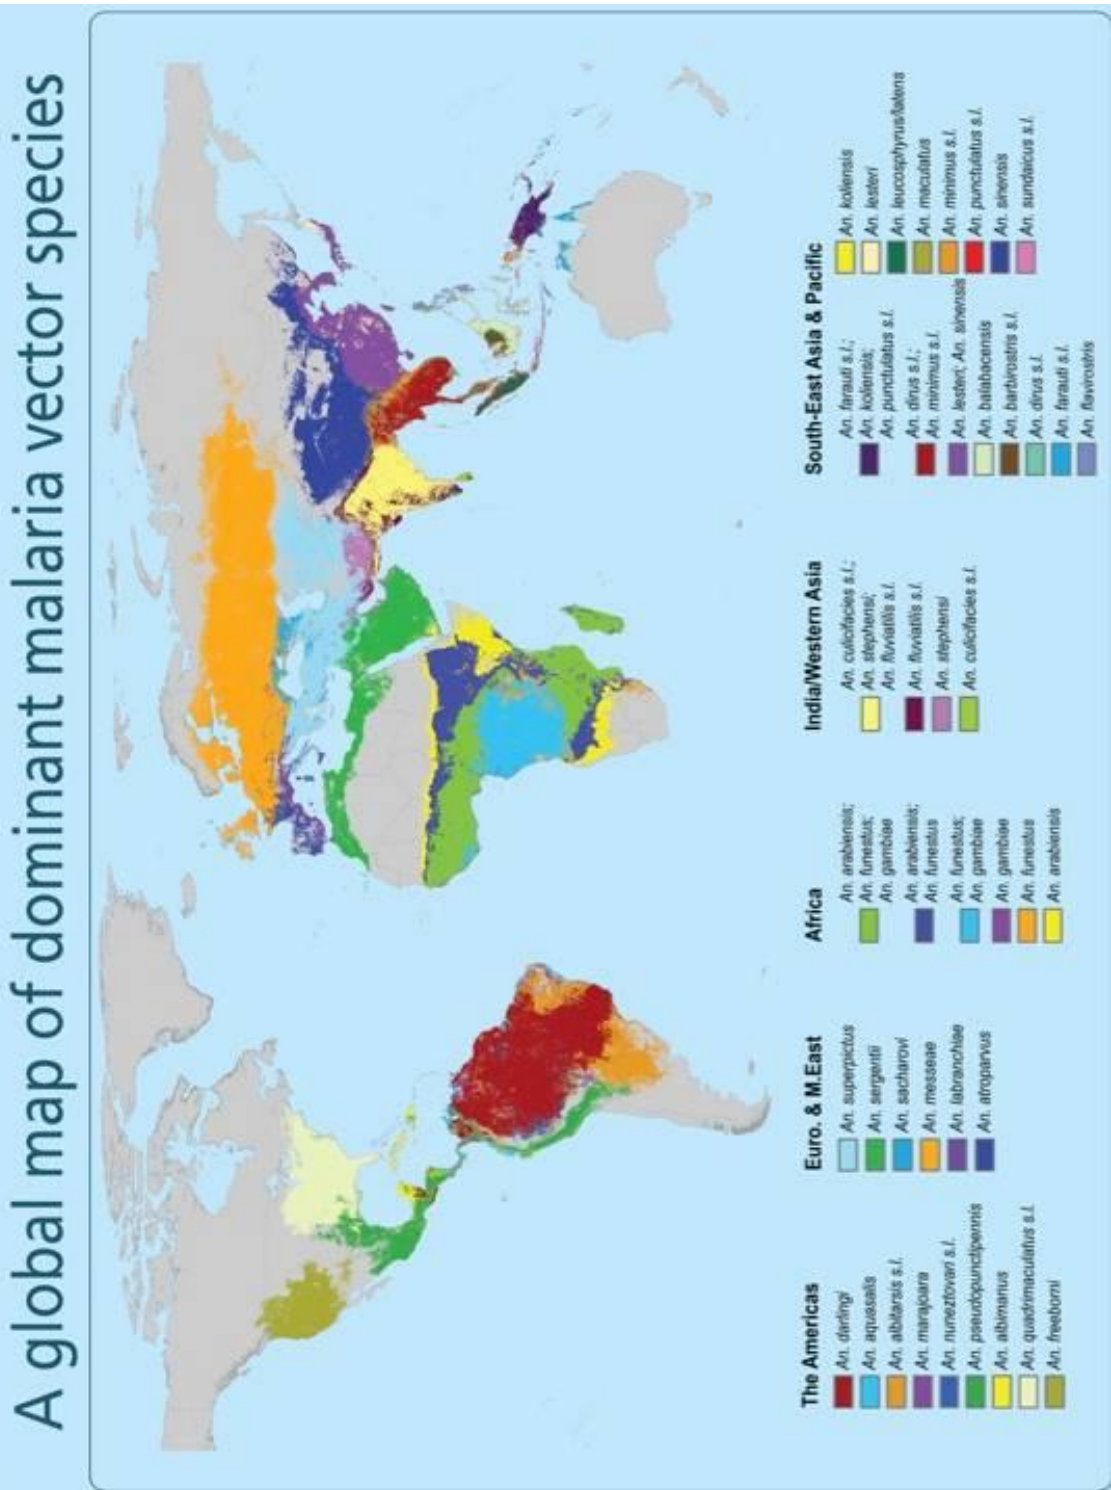 A global map of dominant malaria vector species
The Americas
An. darlingi
An. aquasalis
An. albitarsis s.l.
An. marajoara
An. nuneztovari s.l.
An. pseudopunctipennis
An. albimanus
An. quadrimaculatus s.l.
An. freeborni
Euro. & M.East
An. superpictus
An. sergentii
An. sacharovi
An. messeae
An. labranchiae
An. atroparvus
Africa
An. arabiensis;
An. funestus;
An. gambiae
An. arabiensis;
An. funestus
An. funestus;
An. gambiae
An. gambiae
An. funestus
An. arabiensis
India/Western Asia
An. culicifacies s.l.;
An. stephensi;
An. fluviatilis s.l.
An. fluviatilis s.l.
An. stephensi
An. culicifacies s.l.
South-East Asia & Pacific
An. farauti s.l.;
An. koliensis;
An. punctulatus s.l.
An. dirus s.l.;
An. minimus s.l.
An. lesteri; An. sinensis
An. balabacensis
An. barbirostris s.l.
An. dirus s.l.
An. farauti s.l.
An. flavirostris
An. koliensis
An. lesteri
An. leucosphyrus/latens
An. maculatus
An. minimus s.l.
An. punctulatus s.l.
An. sinensis
An. sundaicus s.l.